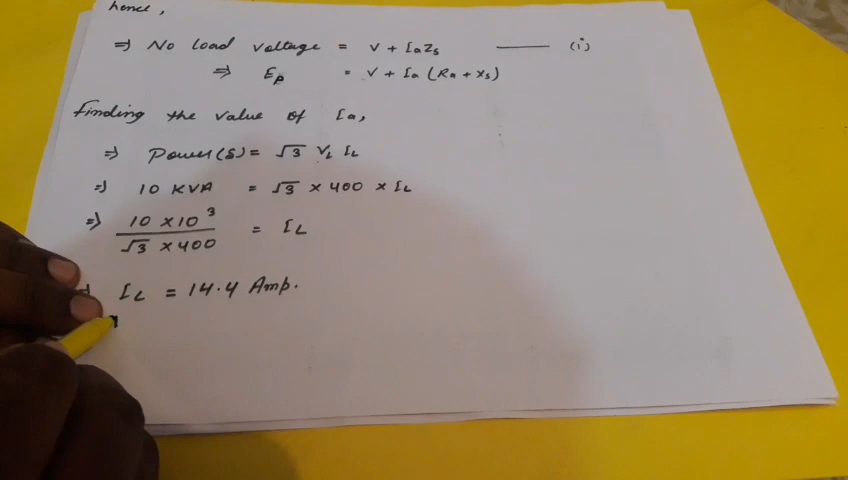 hence,
⇒ No load voltage = V + IaZs —— (i)
⇒ Ep = V + Ia (Ra + Xs)
Finding the value of Ia,
⇒ Power(S) = √3 VL IL
⇒ 10 KVA = √3 × 400 × IL
⇒ 10 × 10³ / √3 × 400 = IL
⇒ IL = 14.4 Amp.